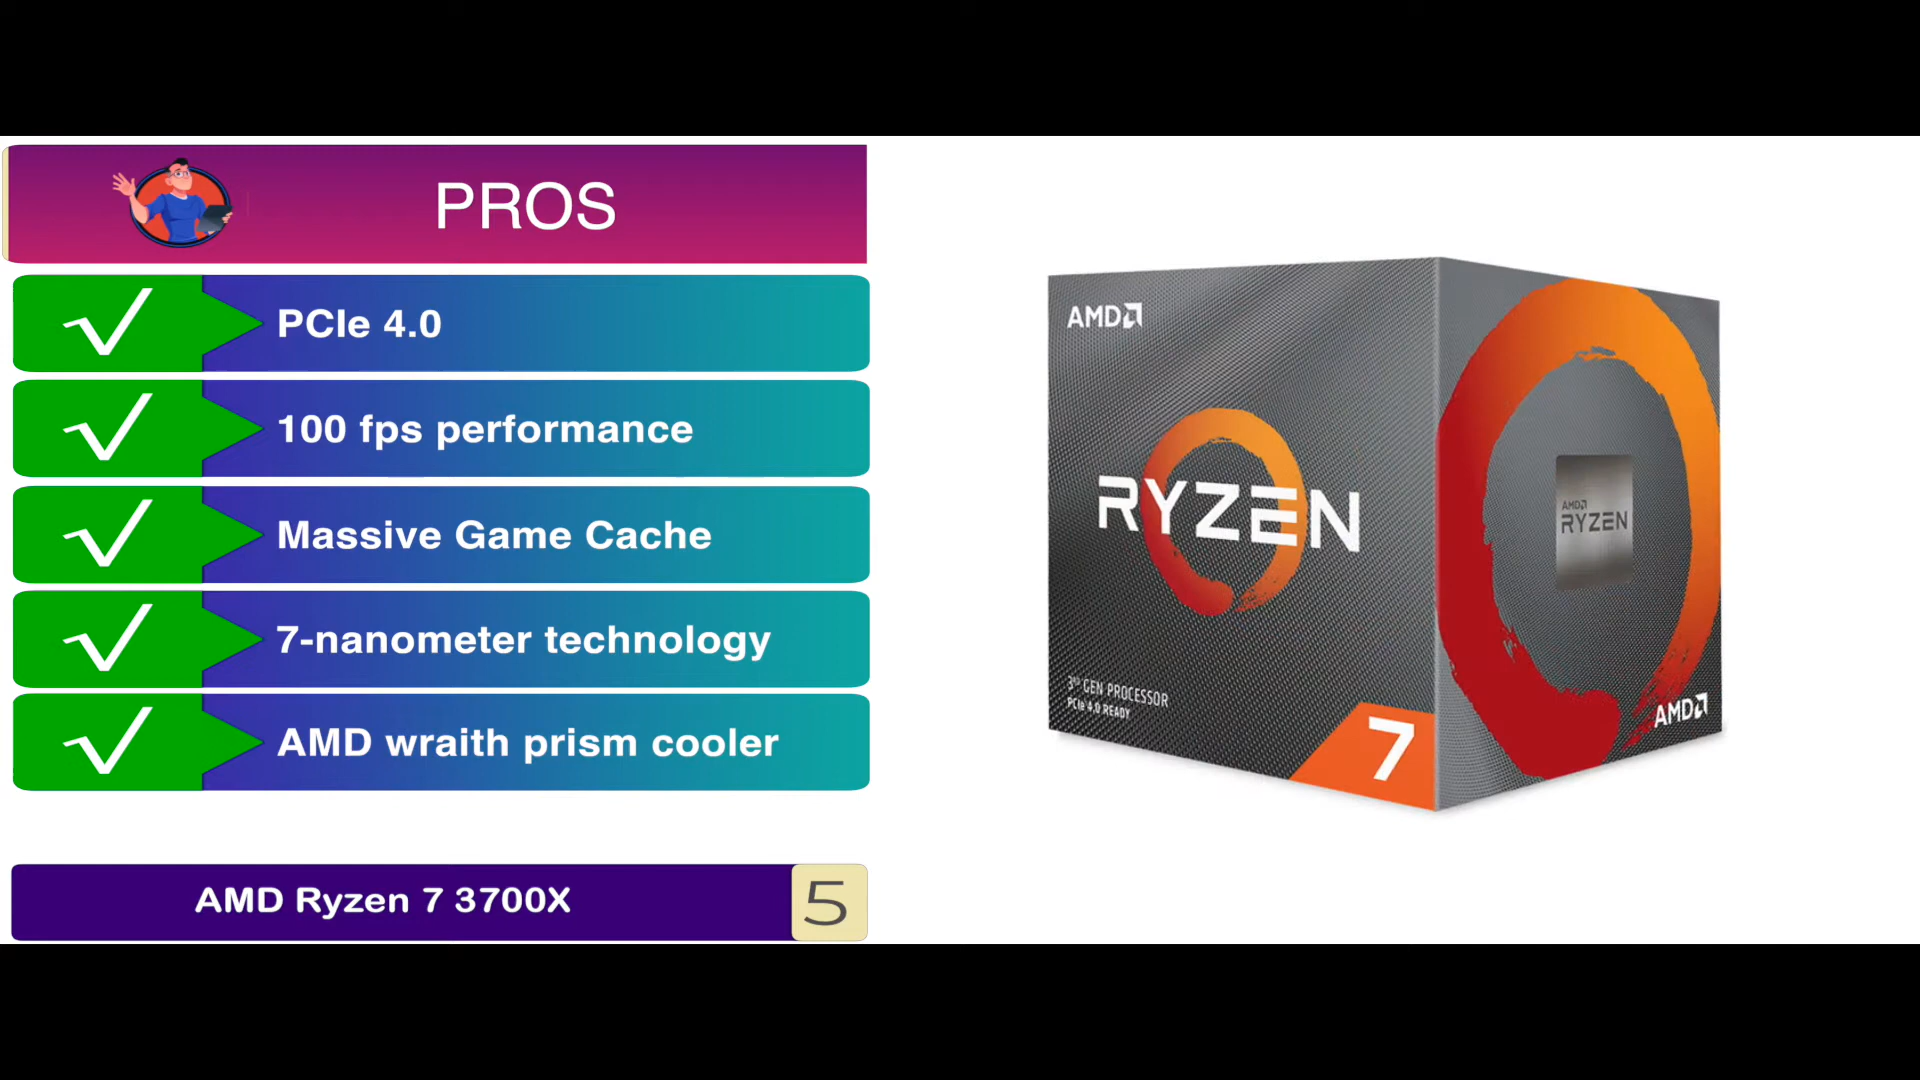 PROS
PCIe 4.0
100 fps performance
Massive Game Cache
7-nanometer technology
AMD wraith prism cooler
AMD Ryzen 7 3700X
5
AMD
RYZEN
3RD GEN PROCESSOR
PCIe 4.0 READY
7
AMD
RYZEN
AMD